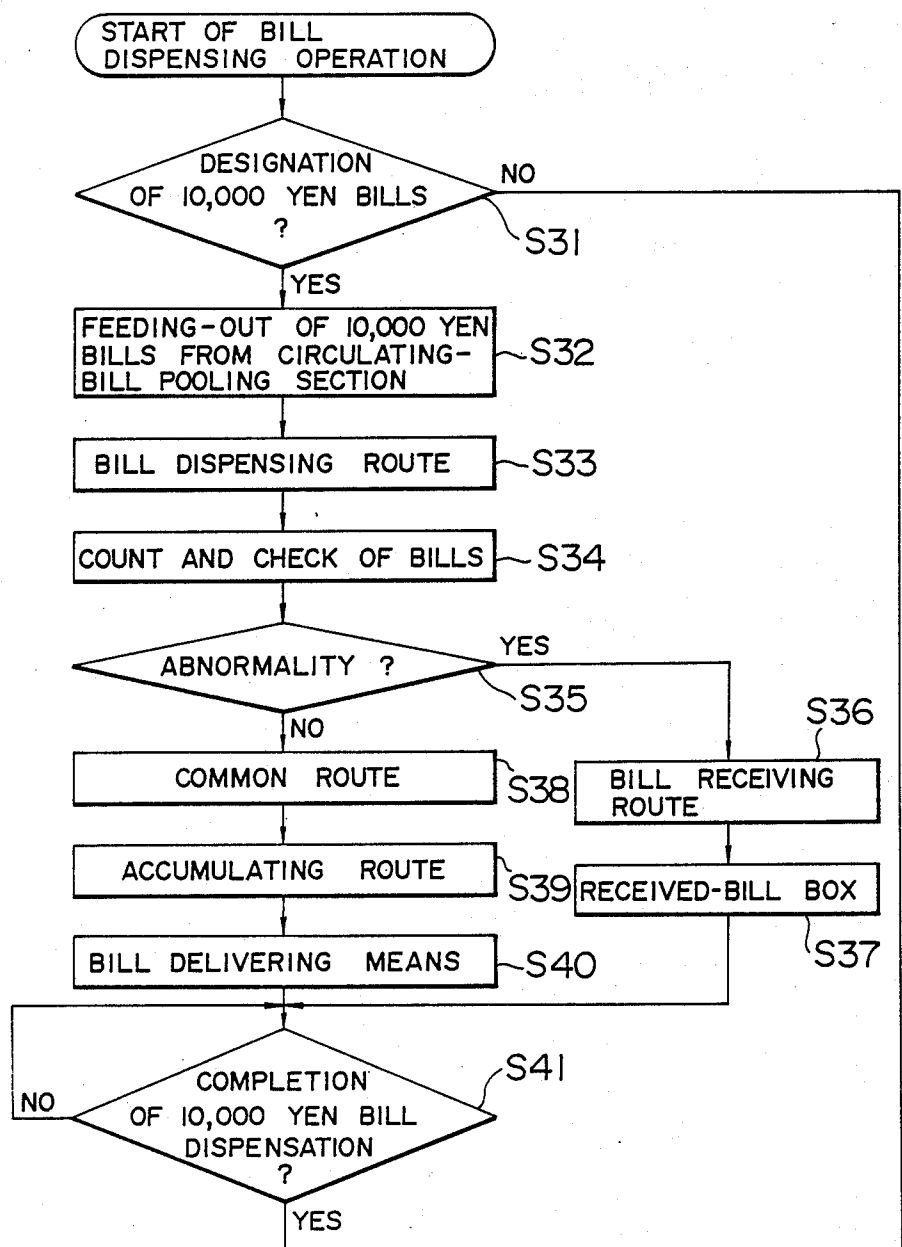 START OF BILL
DISPENSING OPERATION
DESIGNATION
OF 10,000 YEN BILLS
?
NO
S31
YES
FEEDING-OUT OF 10,000 YEN
BILLS FROM CIRCULATING-
BILL POOLING SECTION
S32
BILL DISPENSING ROUTE
S33
COUNT AND CHECK OF BILLS
S34
ABNORMALITY ?
YES
S35
NO
S36
COMMON ROUTE
S38
BILL RECEIVING
ROUTE
ACCUMULATING ROUTE
S39
RECEIVED-BILL BOX
S37
BILL DELIVERING MEANS
S40
COMPLETION
OF 10,000 YEN BILL
DISPENSATION
?
S41
NO
YES